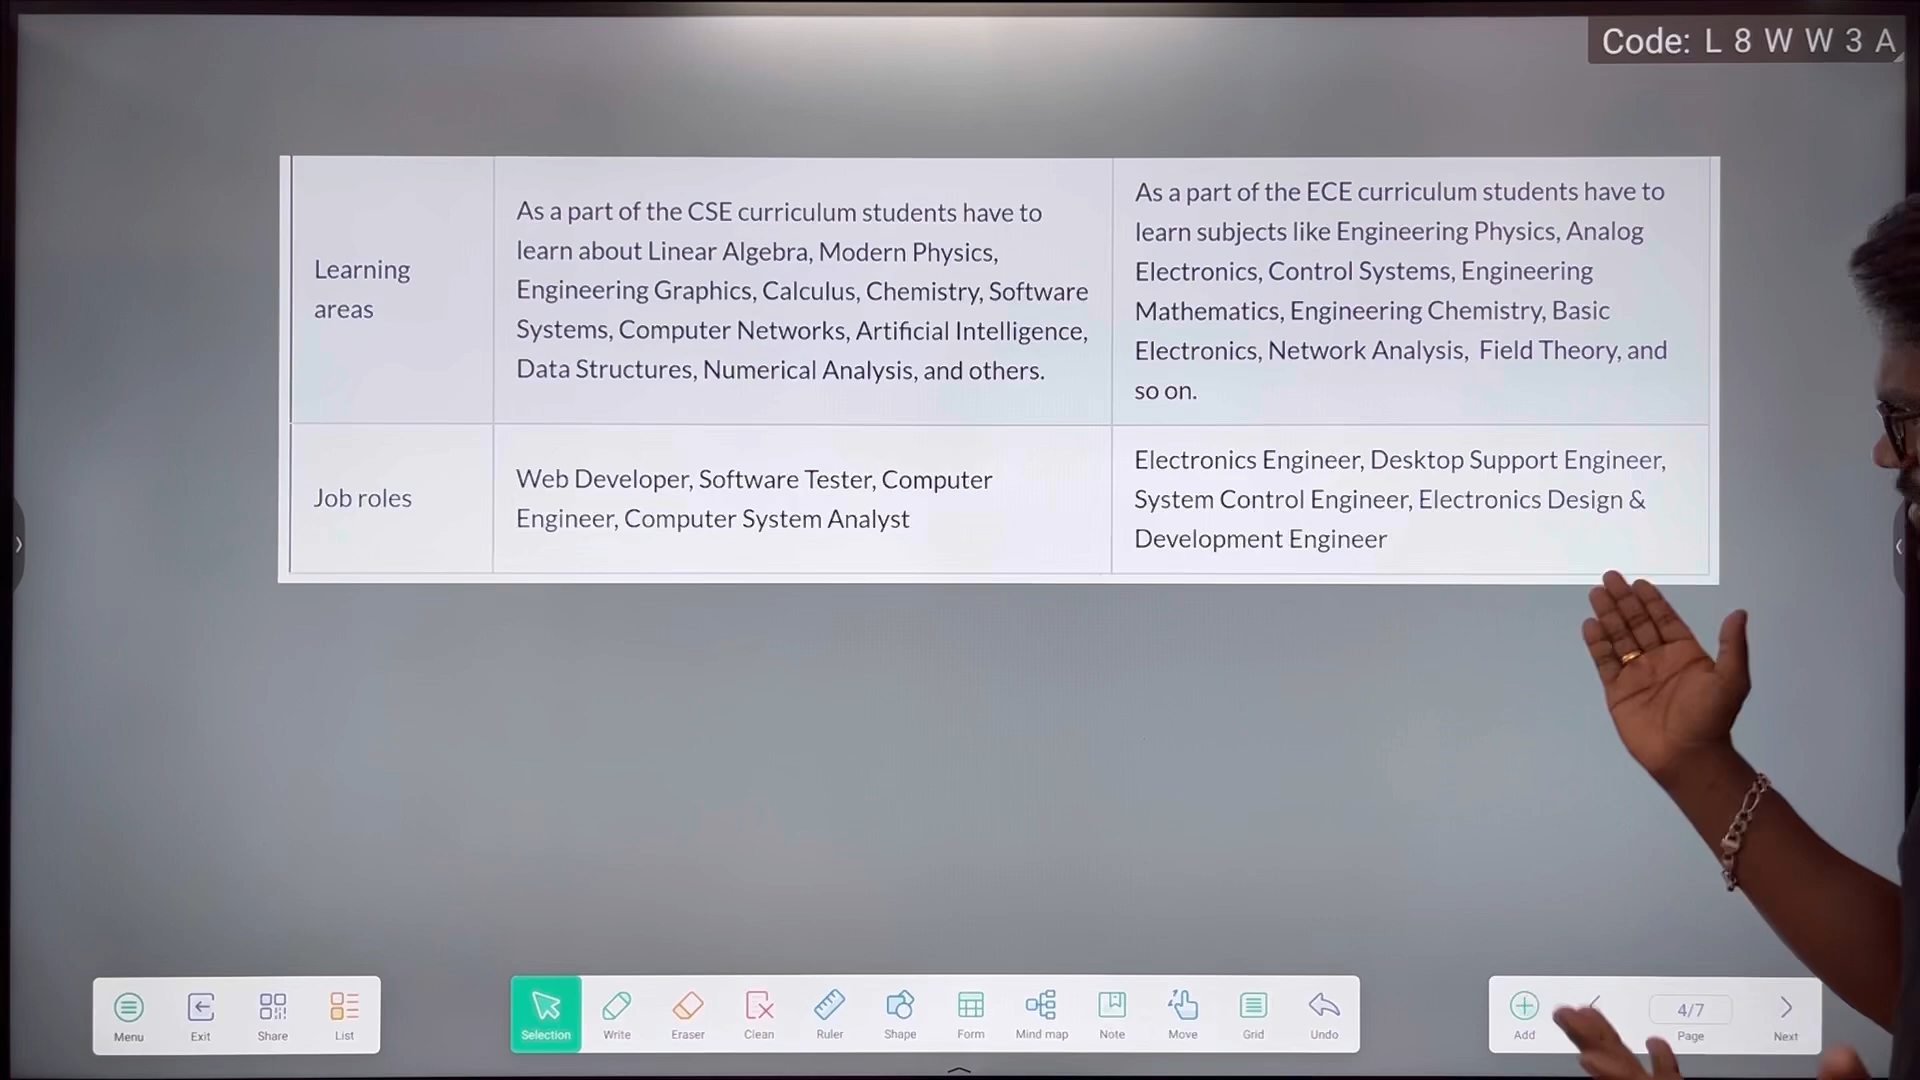 Code: L 8 W W 3 A
Learning
areas
As a part of the CSE curriculum students have to
learn about Linear Algebra, Modern Physics,
Engineering Graphics, Calculus, Chemistry, Software
Systems, Computer Networks, Artificial Intelligence,
Data Structures, Numerical Analysis, and others.
As a part of the ECE curriculum students have to
learn subjects like Engineering Physics, Analog
Electronics, Control Systems, Engineering
Mathematics, Engineering Chemistry, Basic
Electronics, Network Analysis, Field Theory, and
so on.
Job roles
Web Developer, Software Tester, Computer
Engineer, Computer System Analyst
Electronics Engineer, Desktop Support Engineer,
System Control Engineer, Electronics Design &
Development Engineer
Menu
Exit
Share
List
Selection
Write
Eraser
Clean
Ruler
Shape
Form
Mind map
Note
Move
Grid
Undo
Add
4/7
Page
Next